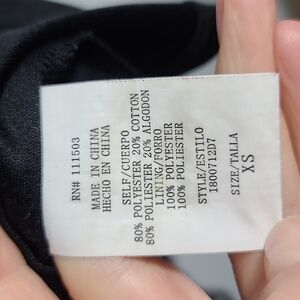 RN# 111503
MADE IN CHINA
HECHO EN CHINA
SELF/CUERPO
80% POLYESTER 20% COTTON
80% POLIESTER 20% ALGODON
LINING/FORRO
100% POLYESTER
100% POLIESTER
STYLE/ESTILO
1800712D7
SIZE/TALLA
XS